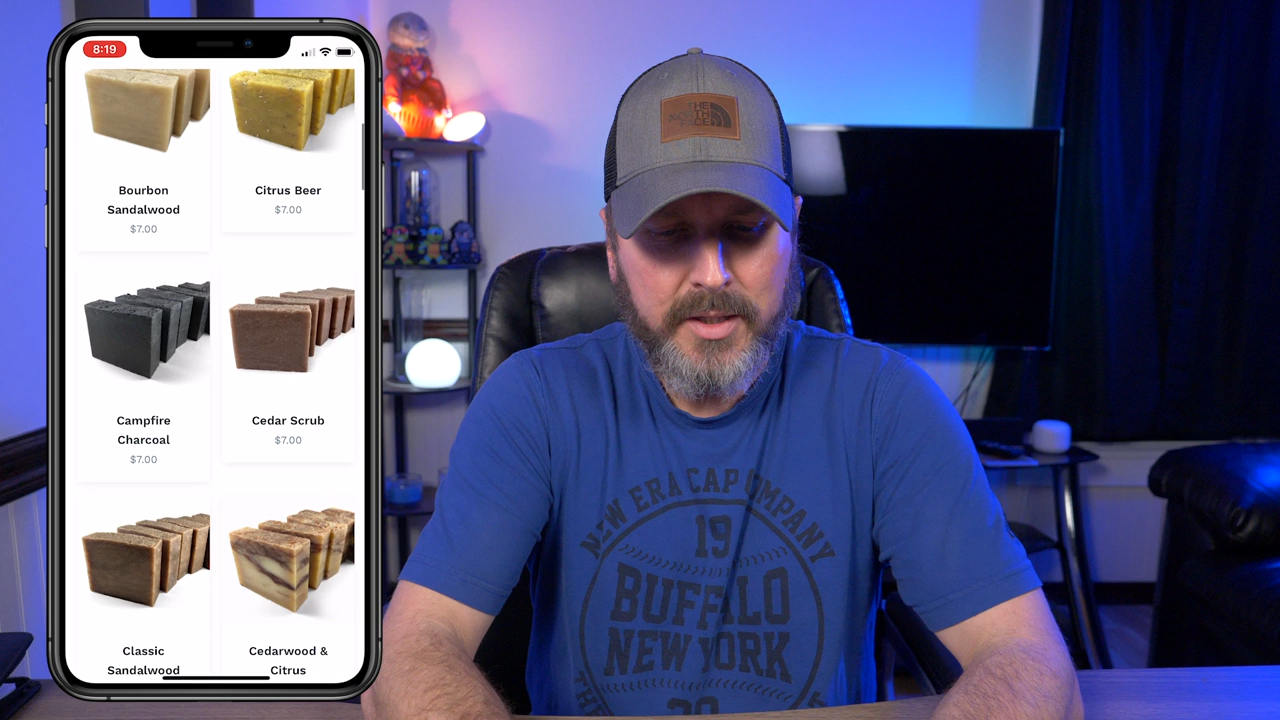 8:19
Bourbon
Sandalwood
$7.00
Citrus Beer
$7.00
Campfire
Charcoal
$7.00
Cedar Scrub
$7.00
Classic
Sandalwood
Cedarwood &
Citrus
THE
NORTH
FACE
NEW ERA CAP COMPANY
19
BUFFALO
NEW YORK
20